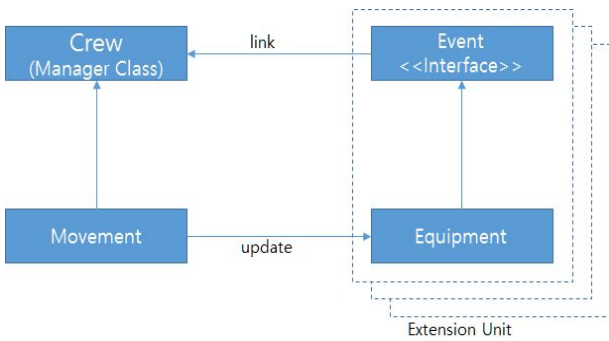 Crew
(Manager Class)
link
Event
<<Interface>>
Movement
update
Equipment
Extension Unit